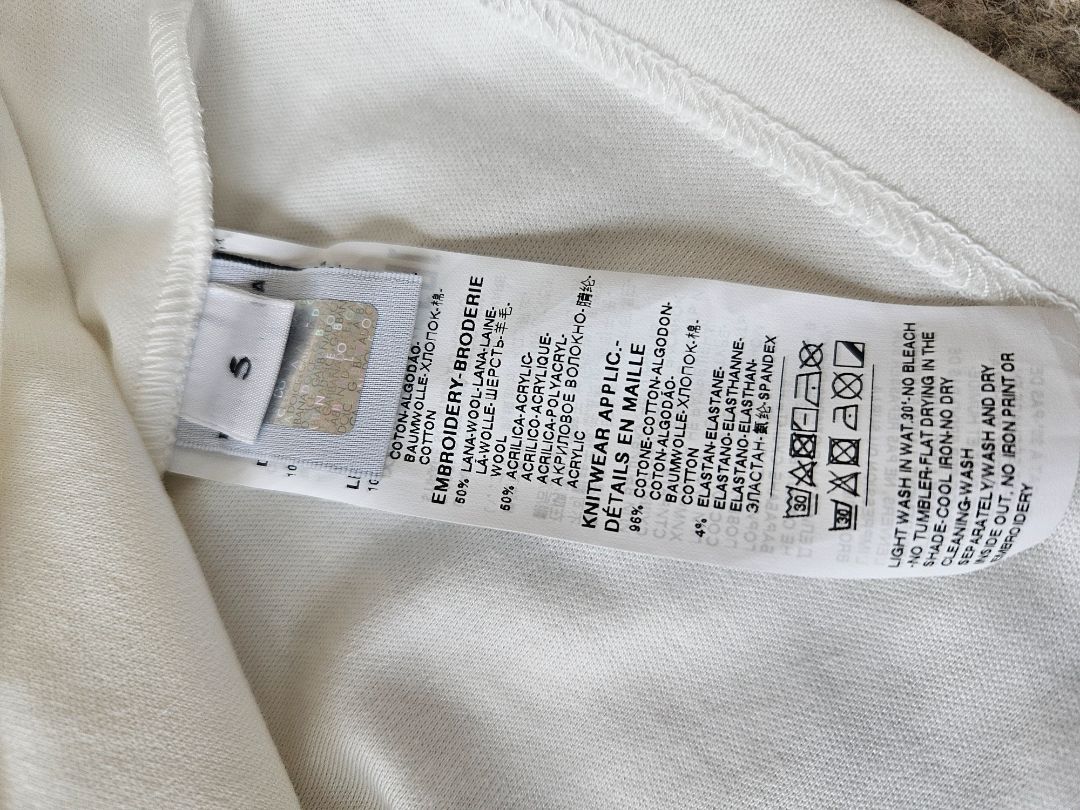 S
COTON-ALGODÃO-
BAUMWOLLE-ХЛОПОК-棉-
COTTON
EMBROIDERY-BRODERIE
LANA-WOOL-LANA-LAINE-
LÃ-WOLLE-ШЕРСТЬ-羊毛-
WOOL
ACRILICA-ACRYLIC-
ACRÍLICO-ACRYLIQUE-
ACRÍLICA-POLYACRYL-
АКРИЛОВОЕ ВОЛОКНО-腈纶-
ACRYLIC
KNITWEAR APPLIC.-
DÉTAILS EN MAILLE
96% COTONE-COTTON-ALGODON-
COTON-ALGODÃO-
BAUMWOLLE-ХЛОПОК-棉-
COTTON
4% ELASTAN-ELASTANE-
ELASTANO-ELASTHANNE-
ELASTANO-ELASTHAN-
ЭЛАСТАН-氨纶-SPANDEX
30
30
LIGHT WASH IN WAT.30°-NO BLEACH
-NO TUMBLER-FLAT DRYING IN THE
SHADE-COOL IRON-NO DRY
CLEANING-WASH
SEPARATELY/WASH AND DRY
INSIDE OUT, NO IRON PRINT OR
EMBROIDERY